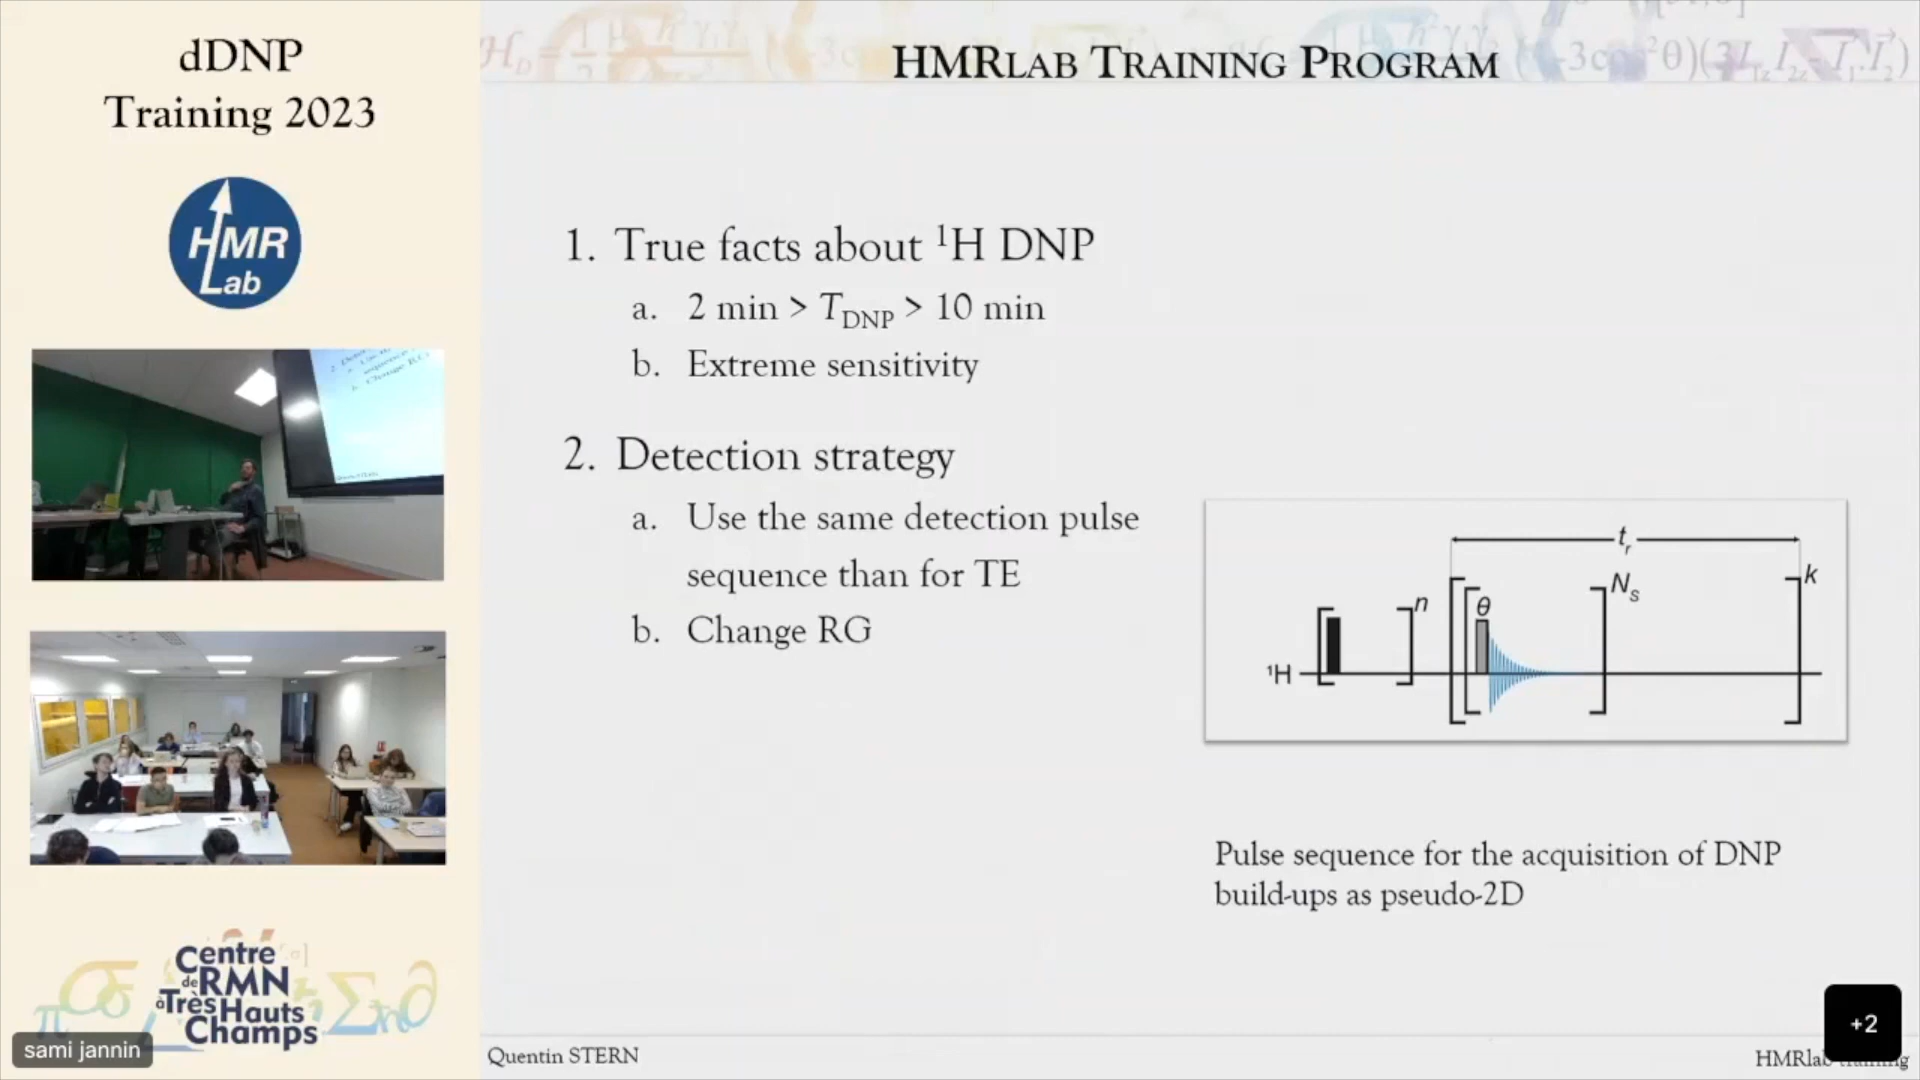 dDNP
Training 2023
HMR
Lab
Centre
de RMN
à Très Hauts
Champs
sami jannin
HMRLAB TRAINING PROGRAM
1. True facts about ¹H DNP
a. 2 min > T_DNP > 10 min
b. Extreme sensitivity
2. Detection strategy
a. Use the same detection pulse
sequence than for TE
b. Change RG
t_r
n
θ
N_s
k
¹H
Pulse sequence for the acquisition of DNP
build-ups as pseudo-2D
+2
Quentin STERN
HMRlab training